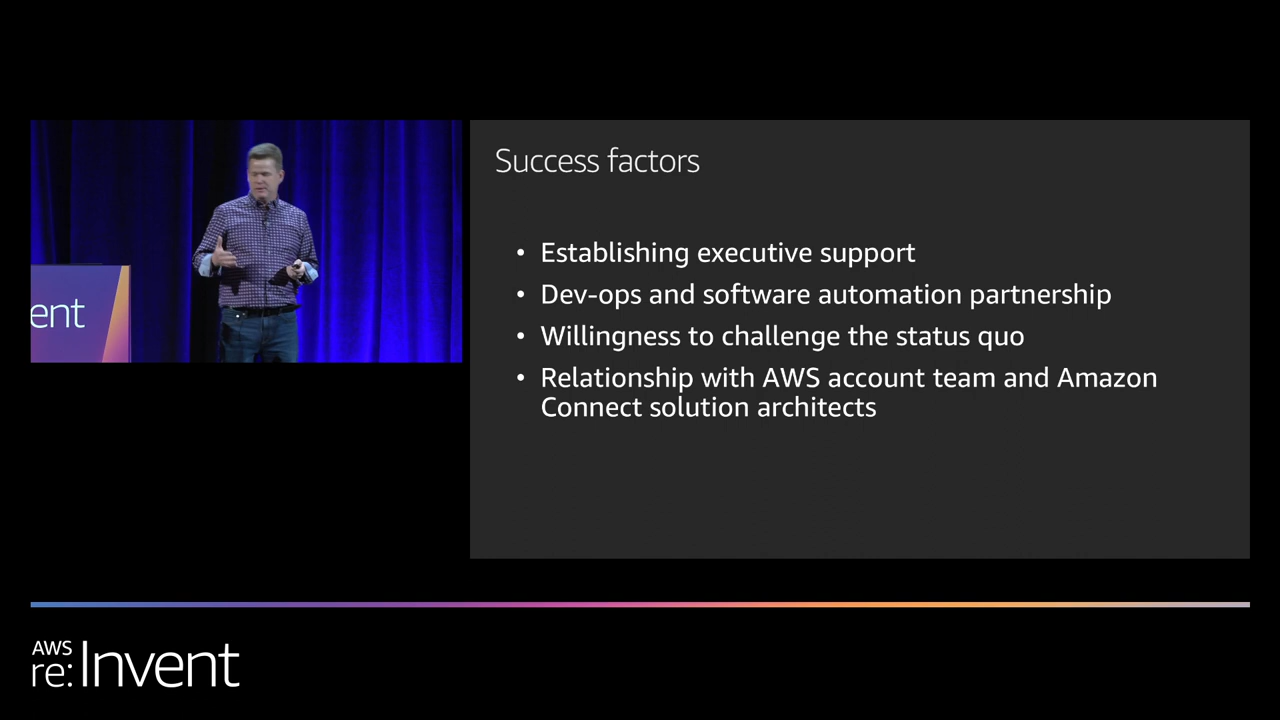 Success factors
• Establishing executive support
• Dev-ops and software automation partnership
• Willingness to challenge the status quo
• Relationship with AWS account team and Amazon
Connect solution architects
ent
AWS
re:Invent